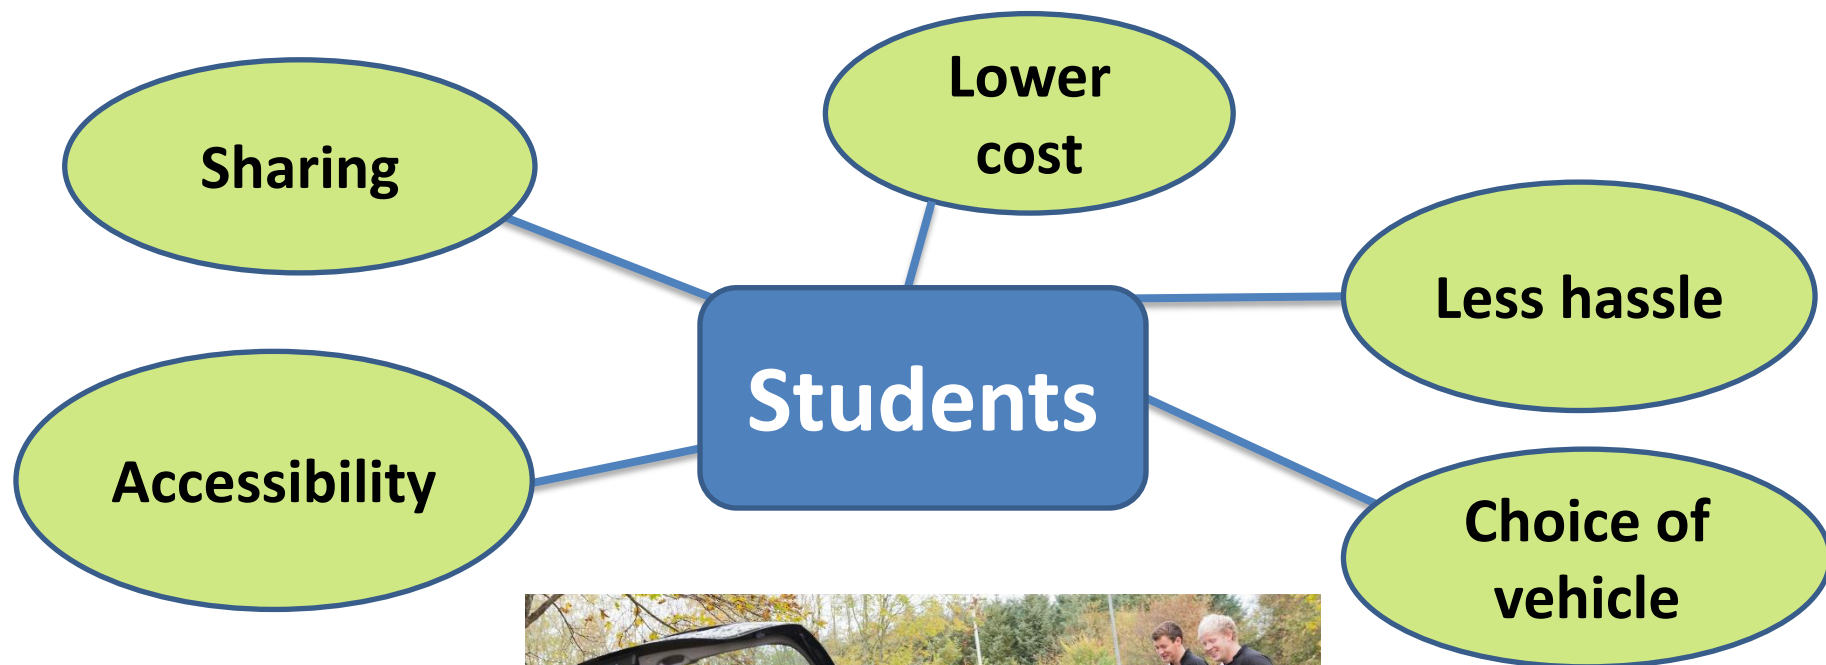 Lower
cost
Sharing
Less hassle
Students
Accessibility
Choice of
vehicle